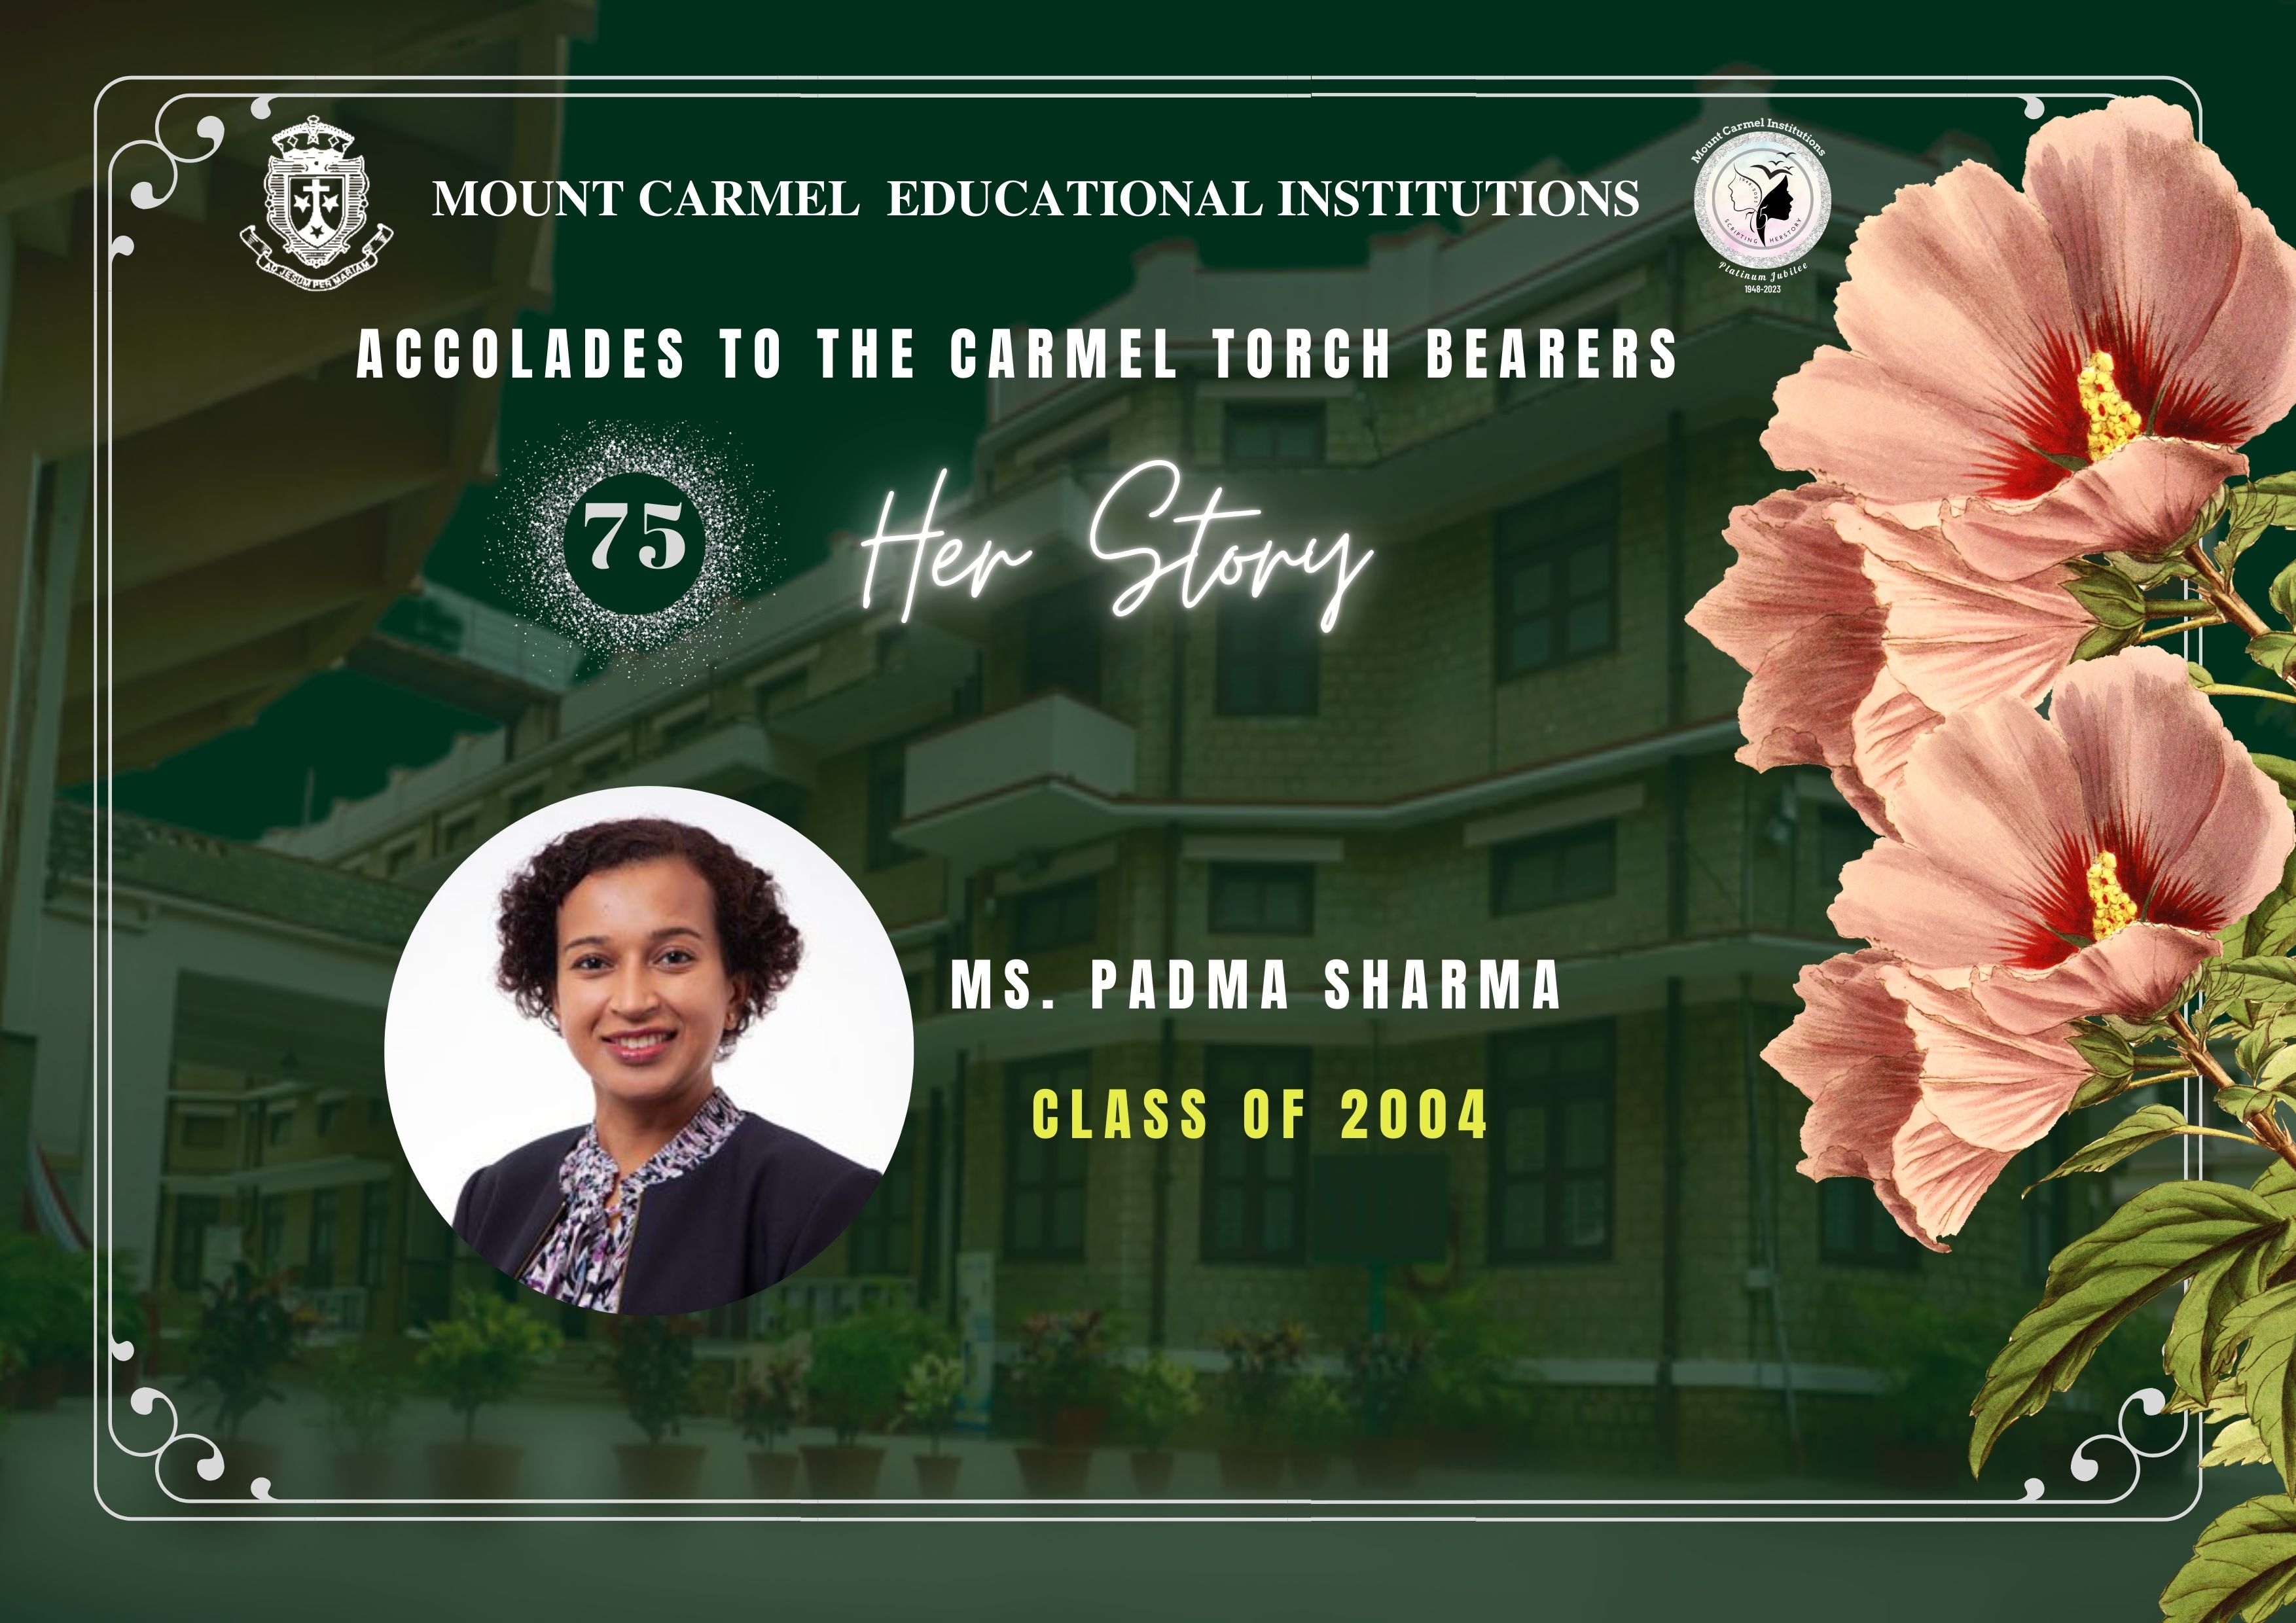 MOUNT CARMEL EDUCATIONAL INSTITUTIONS
AD JESUM PER MARIAM
Mount Carmel Institutions
SCRIPTING HERSTORY
Platinum Jubilee
1948-2023
ACCOLADES TO THE CARMEL TORCH BEARERS
75
Her Story
MS. PADMA SHARMA
CLASS OF 2004